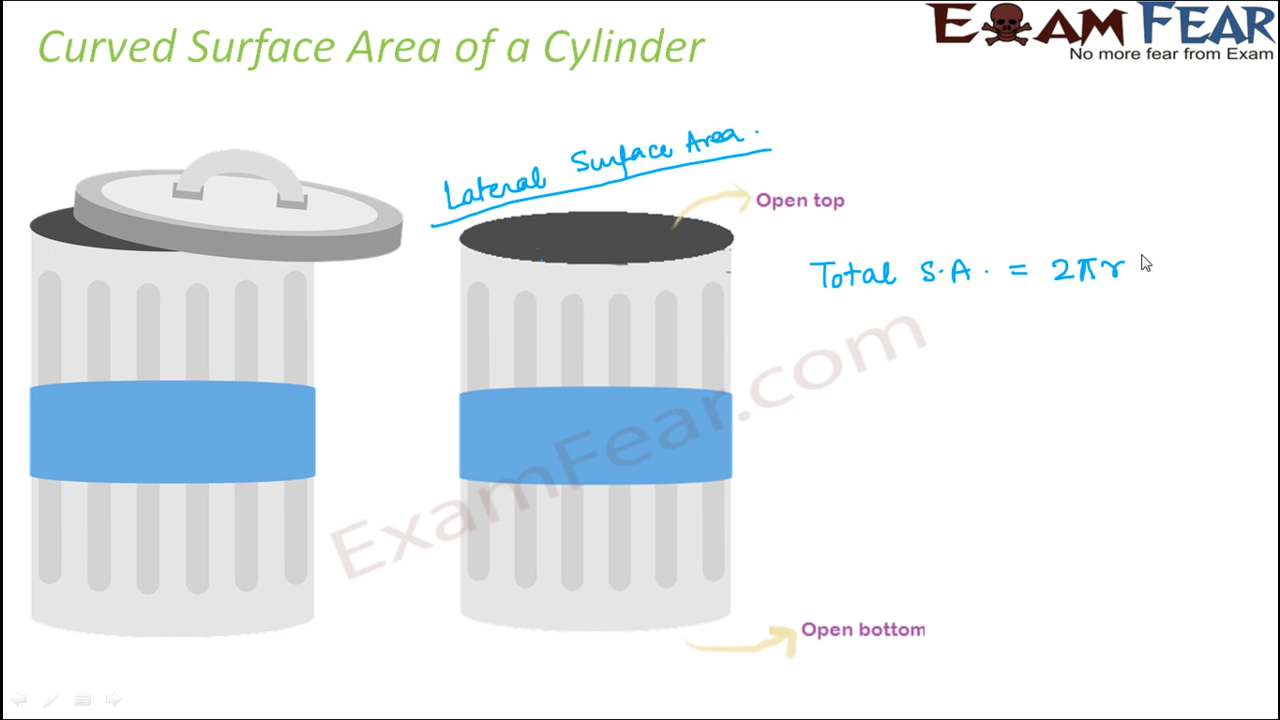 Curved Surface Area of a Cylinder
EXAMFEAR
No more fear from Exam
Lateral Surface Area.
Open top
Total S.A. = 2πr
ExamFear.com
Open bottom